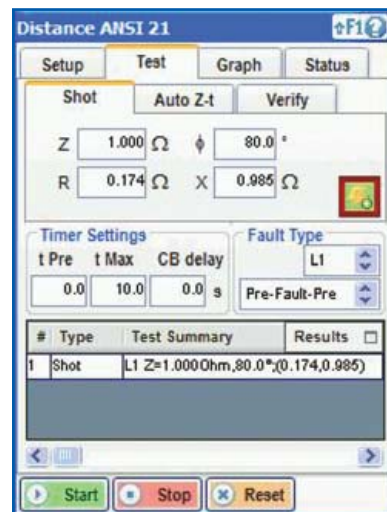 Distance ANSI 21 ⇧F1?
Setup Test Graph Status
Shot Auto Z-t Verify
Z 1.000 Ω ϕ 80.0 °
R 0.174 Ω X 0.985 Ω
Timer Settings Fault Type
t Pre t Max CB delay L1
0.0 10.0 0.0 s Pre-Fault-Pre
# Type Test Summary Results
1 Shot L1 Z=1.000Ohm,80.0°;(0.174,0.985)
Start Stop Reset